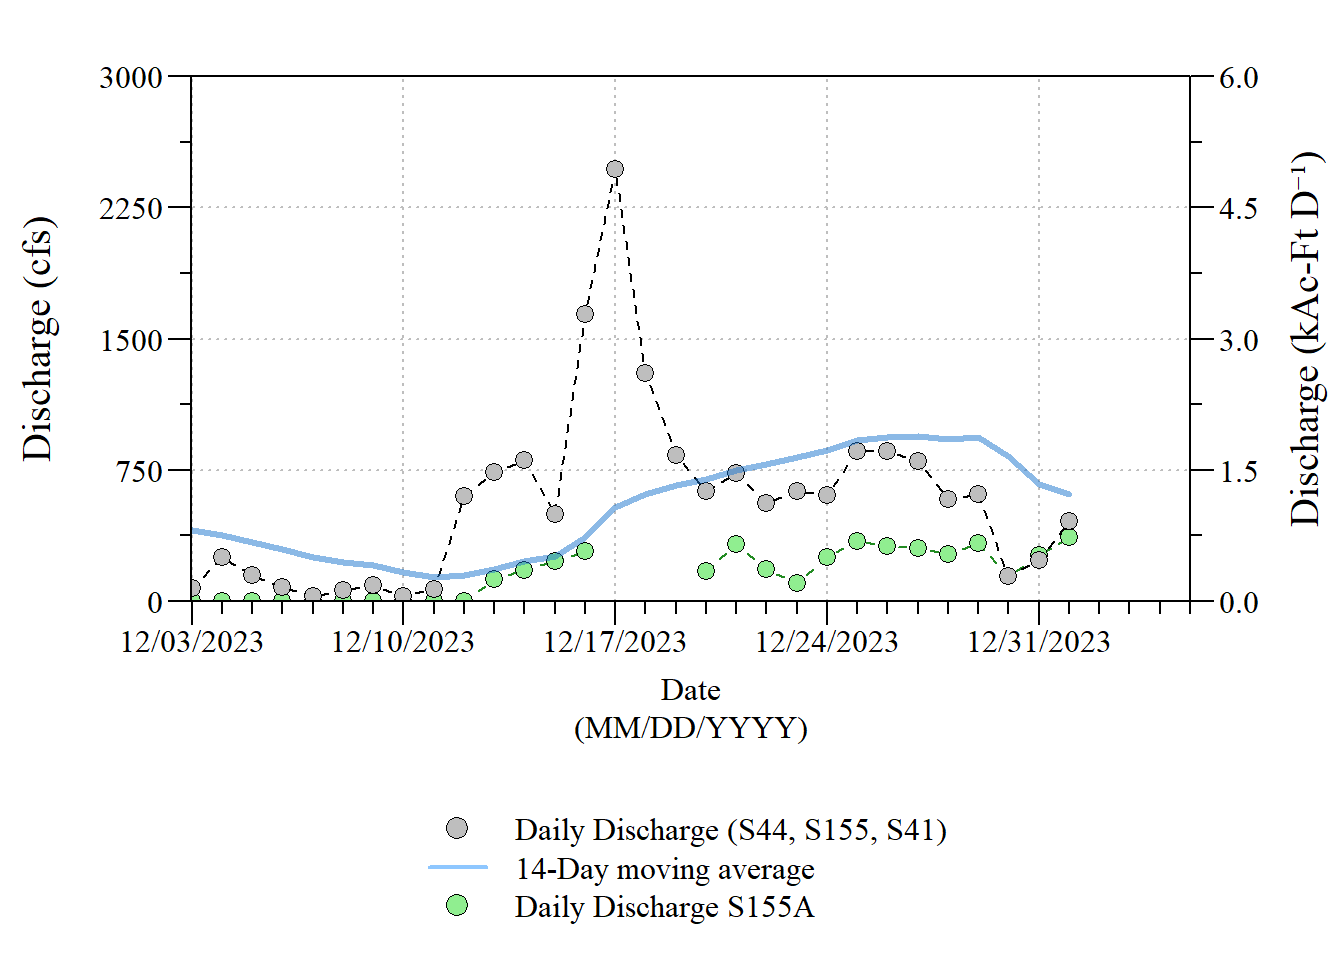 3000
2250
1500
750
0
6.0
4.5
3.0
1.5
0.0
Discharge (cfs)
Discharge (kAc-Ft D⁻¹)
12/03/2023
12/10/2023
12/17/2023
12/24/2023
12/31/2023
Date
(MM/DD/YYYY)
Daily Discharge (S44, S155, S41)
14-Day moving average
Daily Discharge S155A